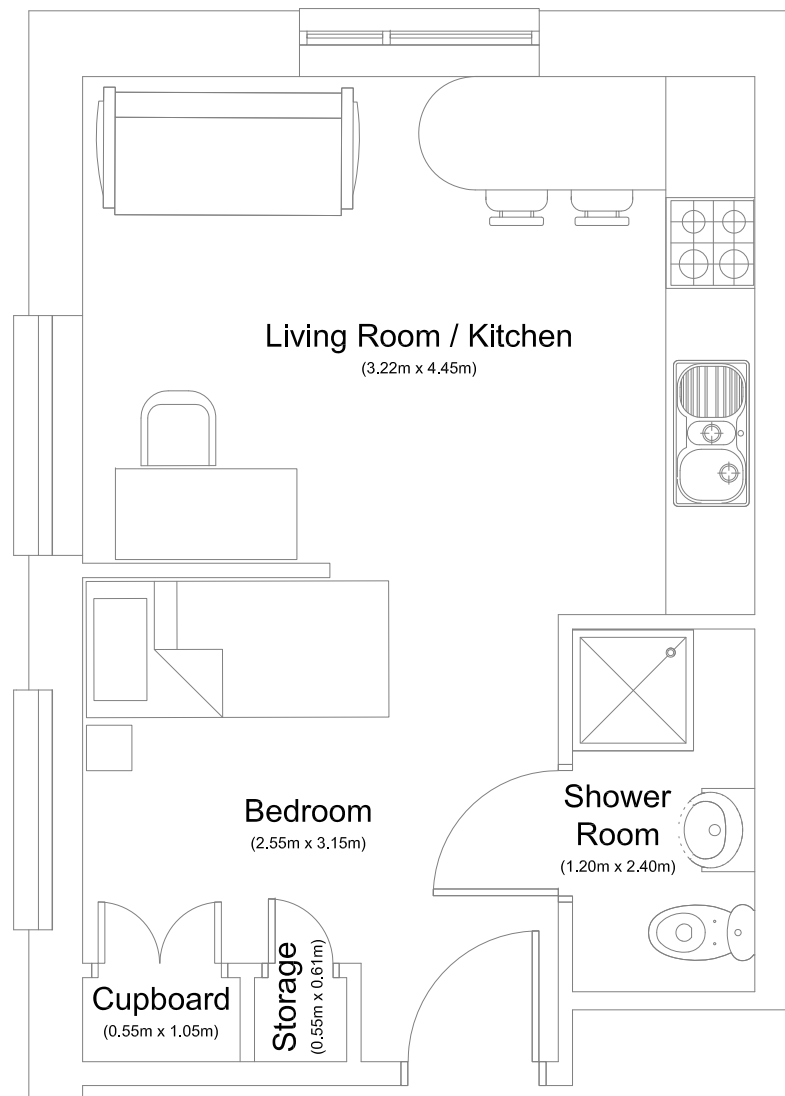 Living Room / Kitchen
(3.22m x 4.45m)
Bedroom
(2.55m x 3.15m)
Shower
Room
(1.20m x 2.40m)
Cupboard
(0.55m x 1.05m)
Storage
(0.55m x 0.61m)